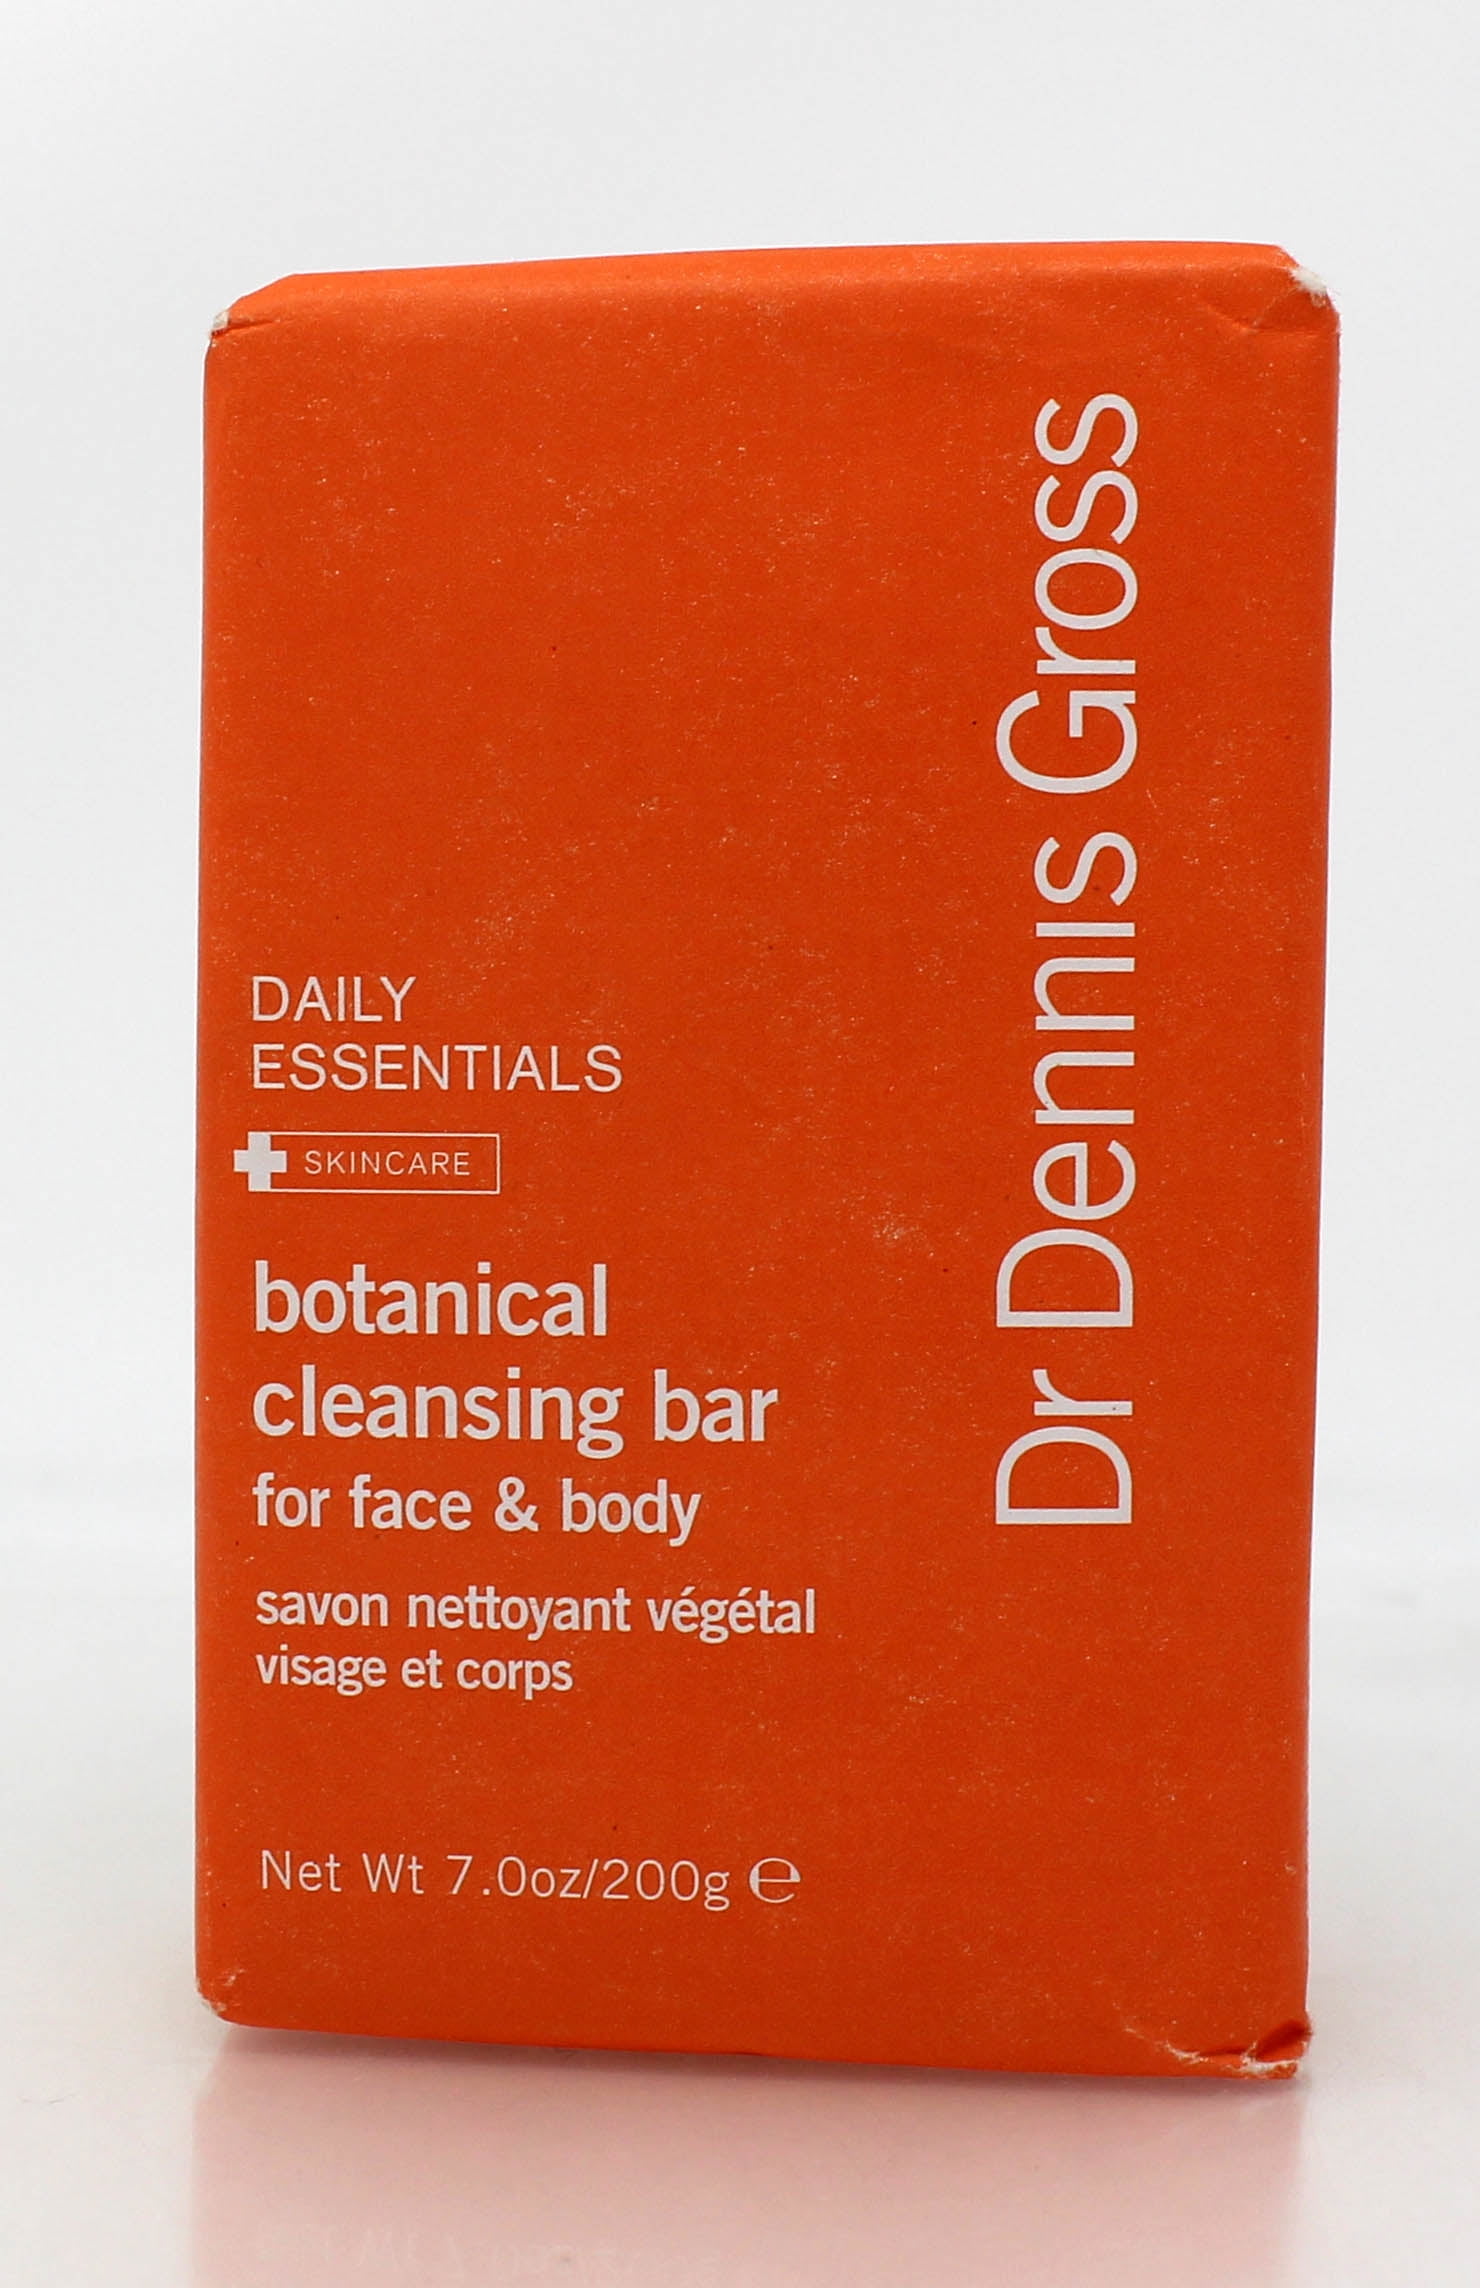 Dr Dennis Gross
DAILY
ESSENTIALS
SKINCARE
botanical
cleansing bar
for face & body
savon nettoyant végétal
visage et corps
Net Wt 7.0oz/200g ℮